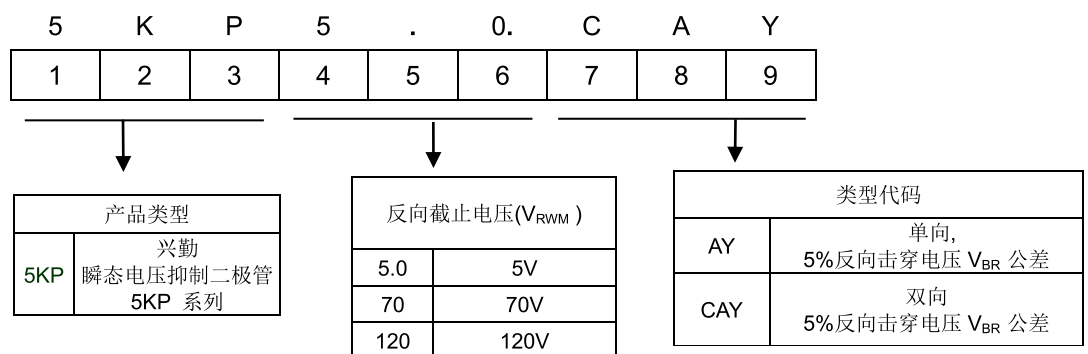 5 K P 5 . 0. C A Y
1 2 3 4 5 6 7 8 9
产品类型
5KP
兴勤
瞬态电压抑制二极管
5KP 系列
反向截止电压(VRWM )
5.0 5V
70 70V
120 120V
类型代码
AY
单向,
5%反向击穿电压 VBR 公差
CAY
双向
5%反向击穿电压 VBR 公差